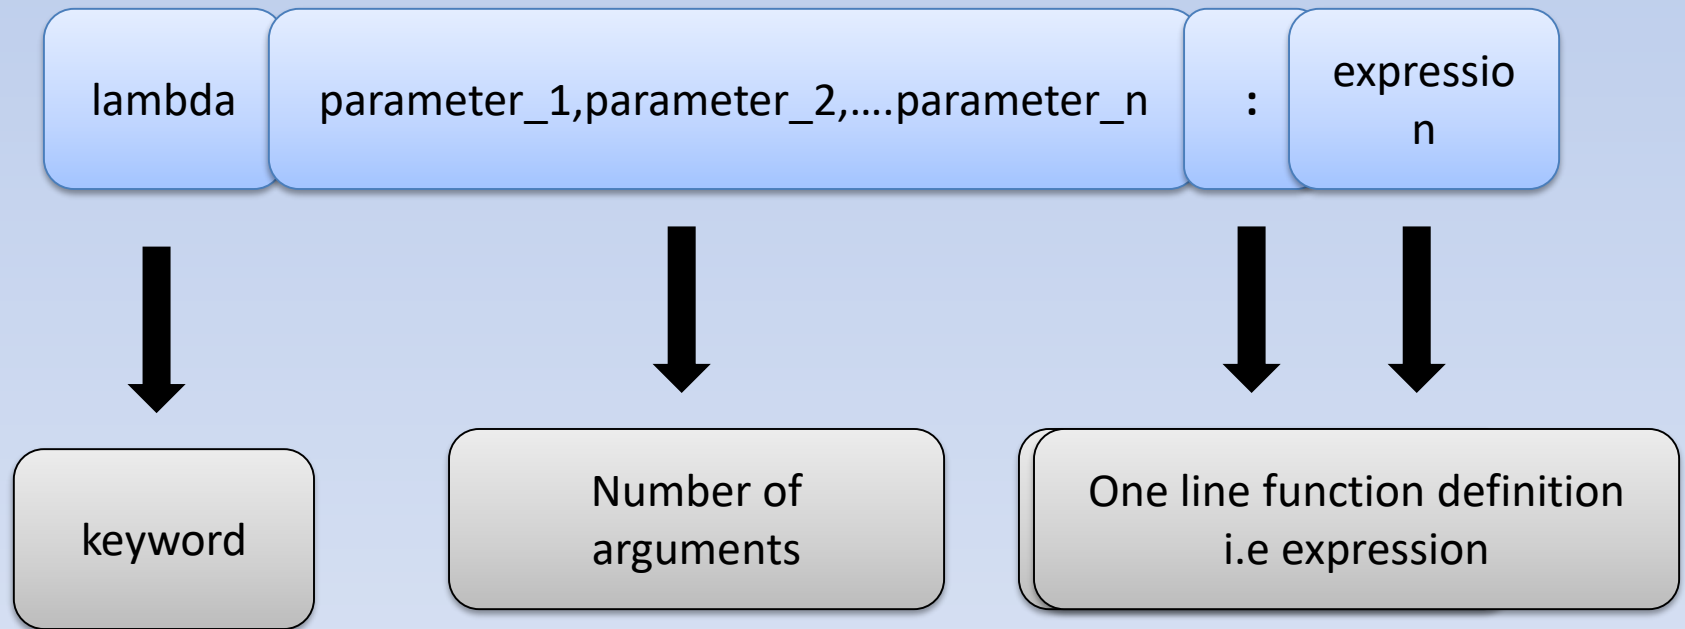 lambda
parameter_1,parameter_2,....parameter_n
:
expressio
n
keyword
Number of
arguments
One line function definition
i.e expression